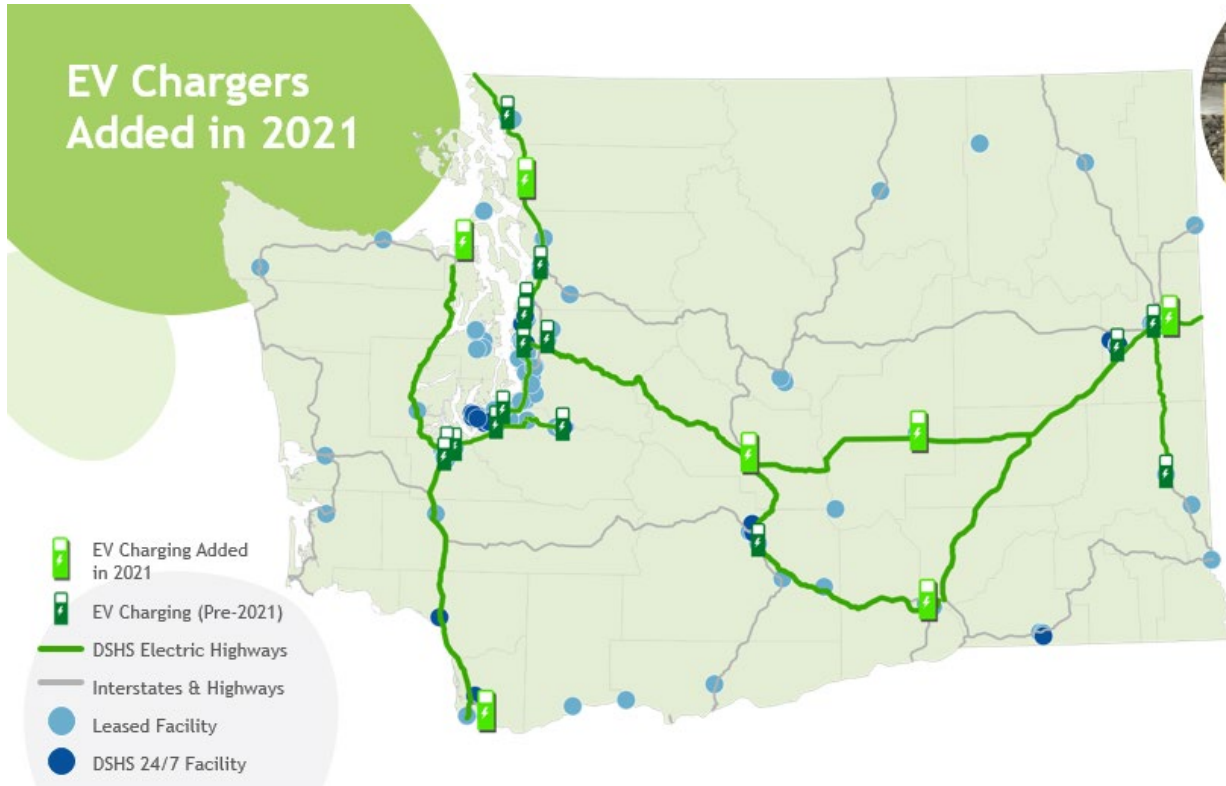 EV Chargers
Added in 2021
EV Charging Added
in 2021
EV Charging (Pre-2021)
DSHS Electric Highways
Interstates & Highways
Leased Facility
DSHS 24/7 Facility